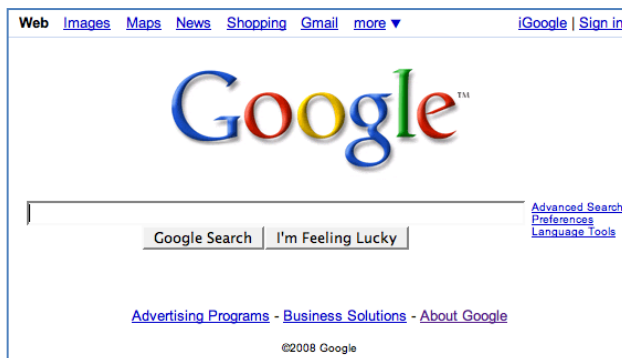 Web Images Maps News Shopping Gmail more ▼ iGoogle | Sign in
Google™
Advanced Search
Preferences
Language Tools
Google Search I'm Feeling Lucky
Advertising Programs - Business Solutions - About Google
©2008 Google